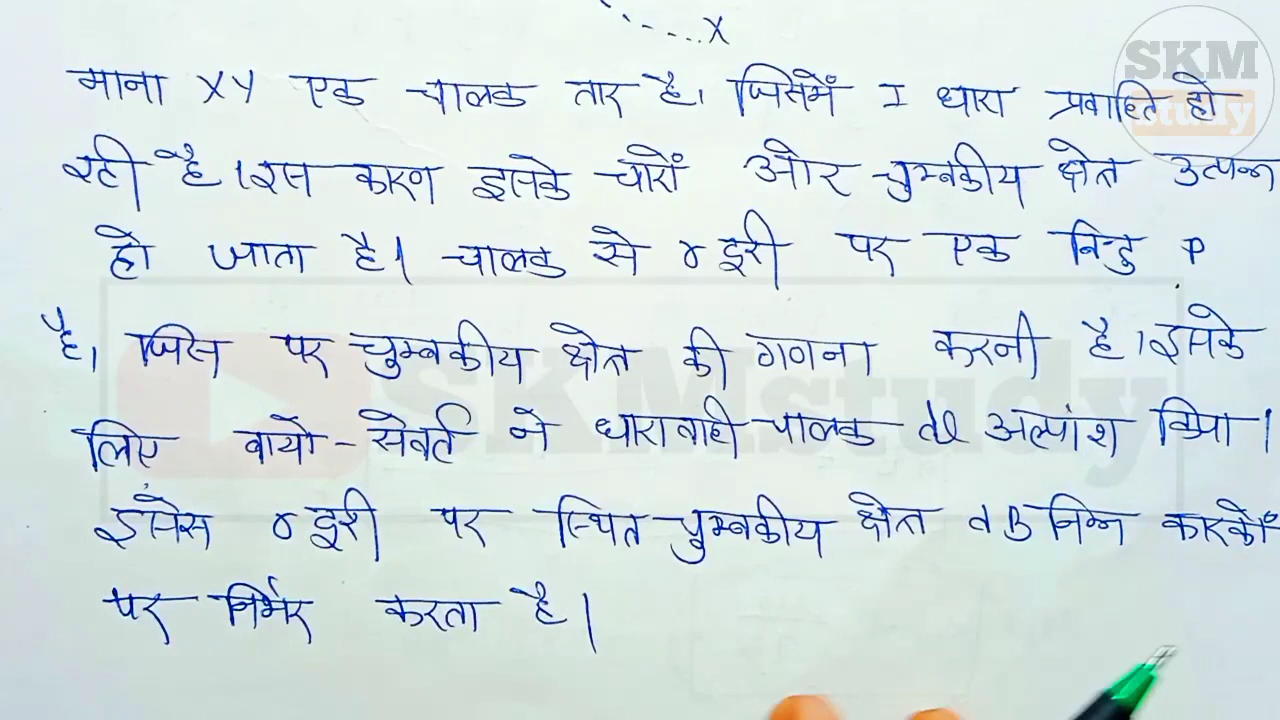 X
SKM
study
माना XY एक चालक तार है। जिसमें I धारा प्रवाहित हो
रही है। इस कारण इसके चारों ओर चुम्बकीय क्षेत्र उत्पन्न
हो जाता है। चालक से r दूरी पर एक बिन्दु P
है। जिस पर चुम्बकीय क्षेत्र की गणना करनी है। इसके
लिए बायो-सेवर्ट ने धारावाही चालक dl अल्पांश लिया।
इससे r दूरी पर स्थित चुम्बकीय क्षेत्र dB निम्न कारकों
पर निर्भर करता है।
SKMstudy